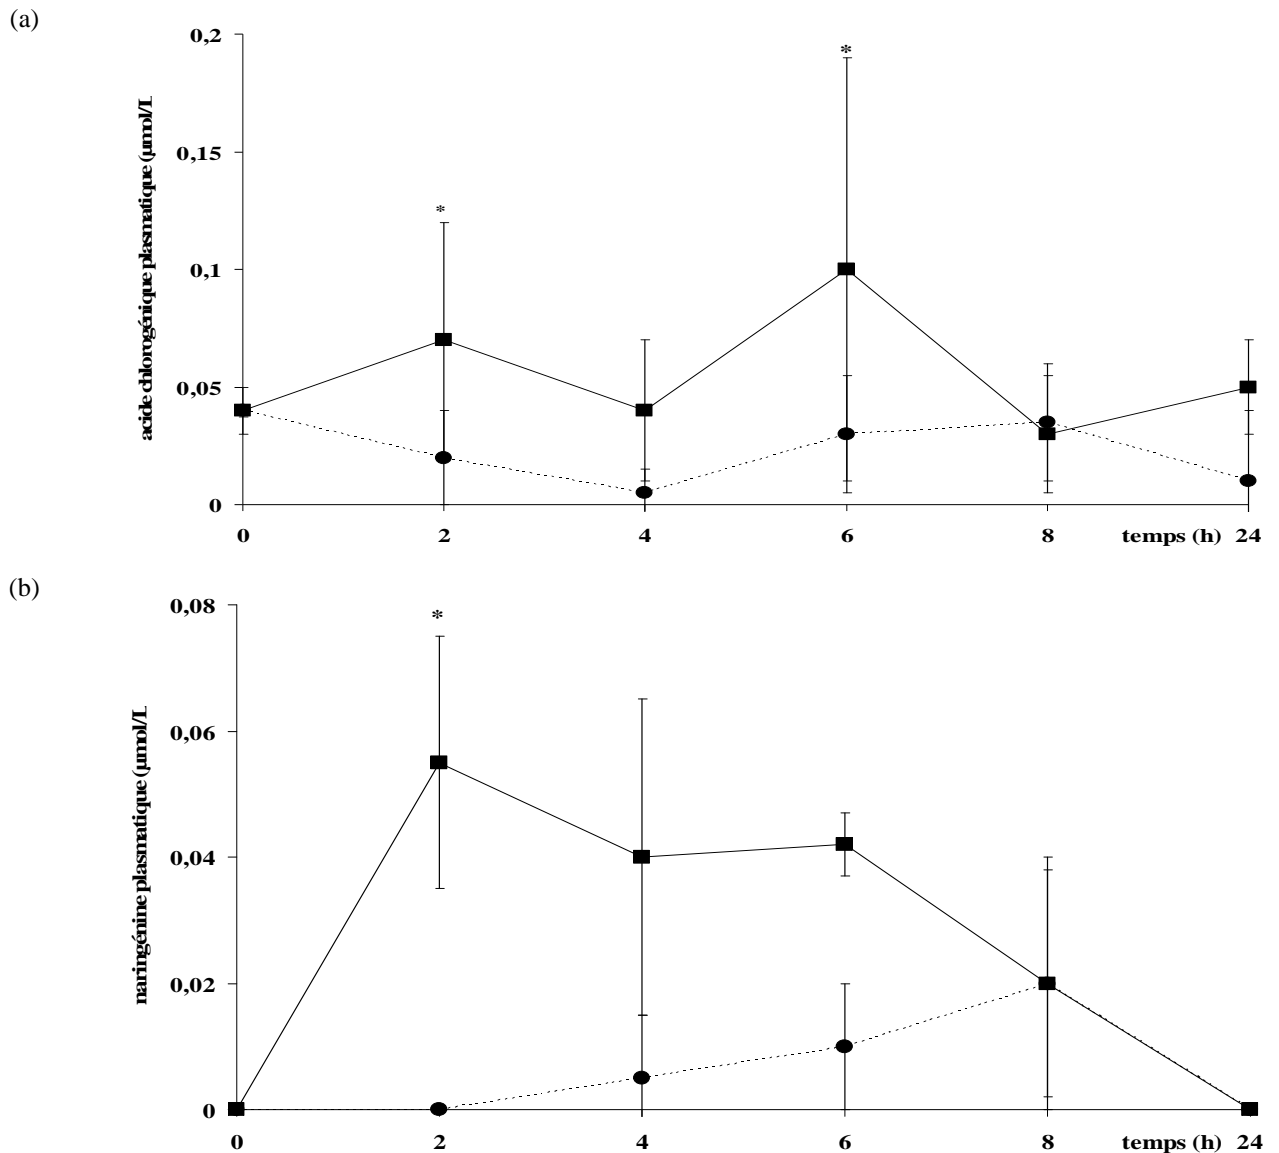 (a)
0,2
*
0,15
*
0,1
0,05
0
acide chlorogénique plasmatique (µmol/L
0 2 4 6 8 temps (h) 24
(b)
0,08
*
0,06
0,04
0,02
0
naringénine plasmatique (µmol/L
0 2 4 6 8 temps (h) 24